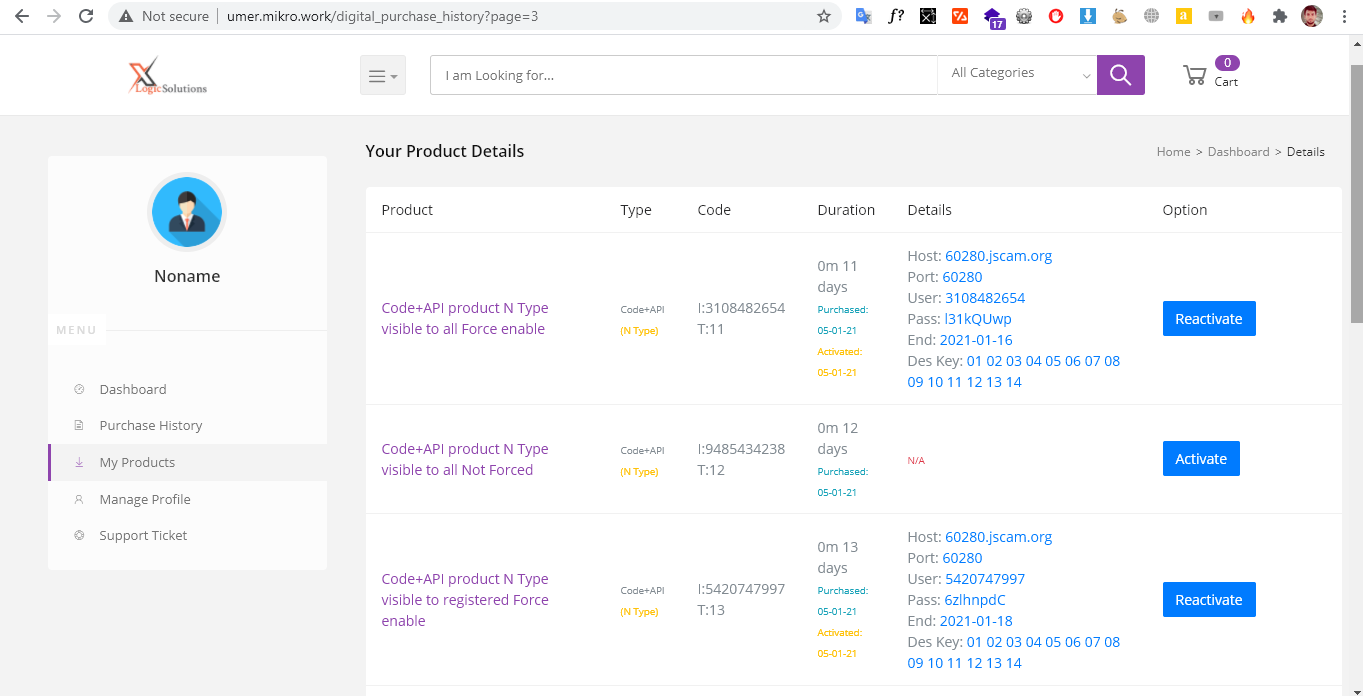 Not secure
umer.mikro.work/digital_purchase_history?page=3
f?
17
a
X
LogicSolutions
I am Looking for...
All Categories
0
Cart
Your Product Details
Home > Dashboard > Details
Noname
MENU
Dashboard
Purchase History
My Products
Manage Profile
Support Ticket
Product Type Code Duration Details Option
Code+API product N Type
visible to all Force enable
Code+API
(N Type)
I:3108482654
T:11
0m 11
days
Purchased:
05-01-21
Activated:
05-01-21
Host: 60280.jscam.org
Port: 60280
User: 3108482654
Pass: l31kQUwp
End: 2021-01-16
Des Key: 01 02 03 04 05 06 07 08
09 10 11 12 13 14
Reactivate
Code+API product N Type
visible to all Not Forced
Code+API
(N Type)
I:9485434238
T:12
0m 12
days
Purchased:
05-01-21
N/A
Activate
Code+API product N Type
visible to registered Force
enable
Code+API
(N Type)
I:5420747997
T:13
0m 13
days
Purchased:
05-01-21
Activated:
05-01-21
Host: 60280.jscam.org
Port: 60280
User: 5420747997
Pass: 6zlhnpdC
End: 2021-01-18
Des Key: 01 02 03 04 05 06 07 08
09 10 11 12 13 14
Reactivate